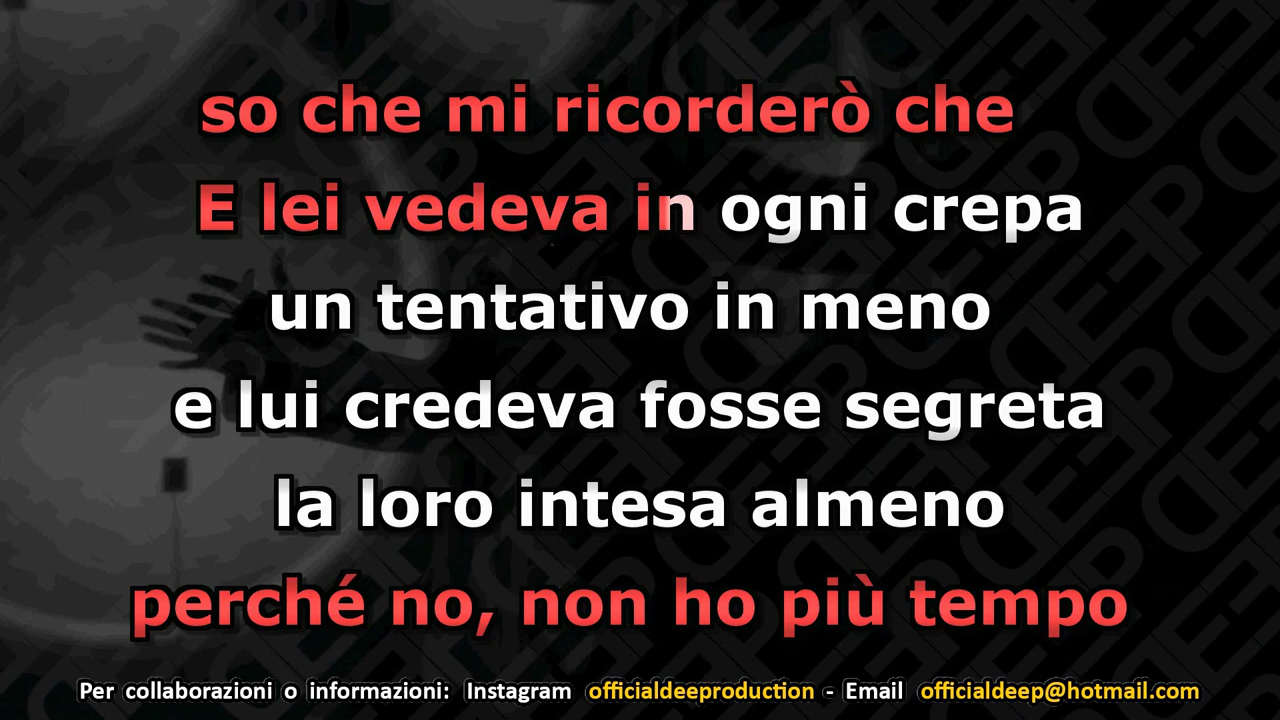 so che mi ricorderò che
E lei vedeva in ogni crepa
un tentativo in meno
e lui credeva fosse segreta
la loro intesa almeno
perché no, non ho più tempo
Per collaborazioni o informazioni: Instagram officialdeeproduction - Email officialdeep@hotmail.com